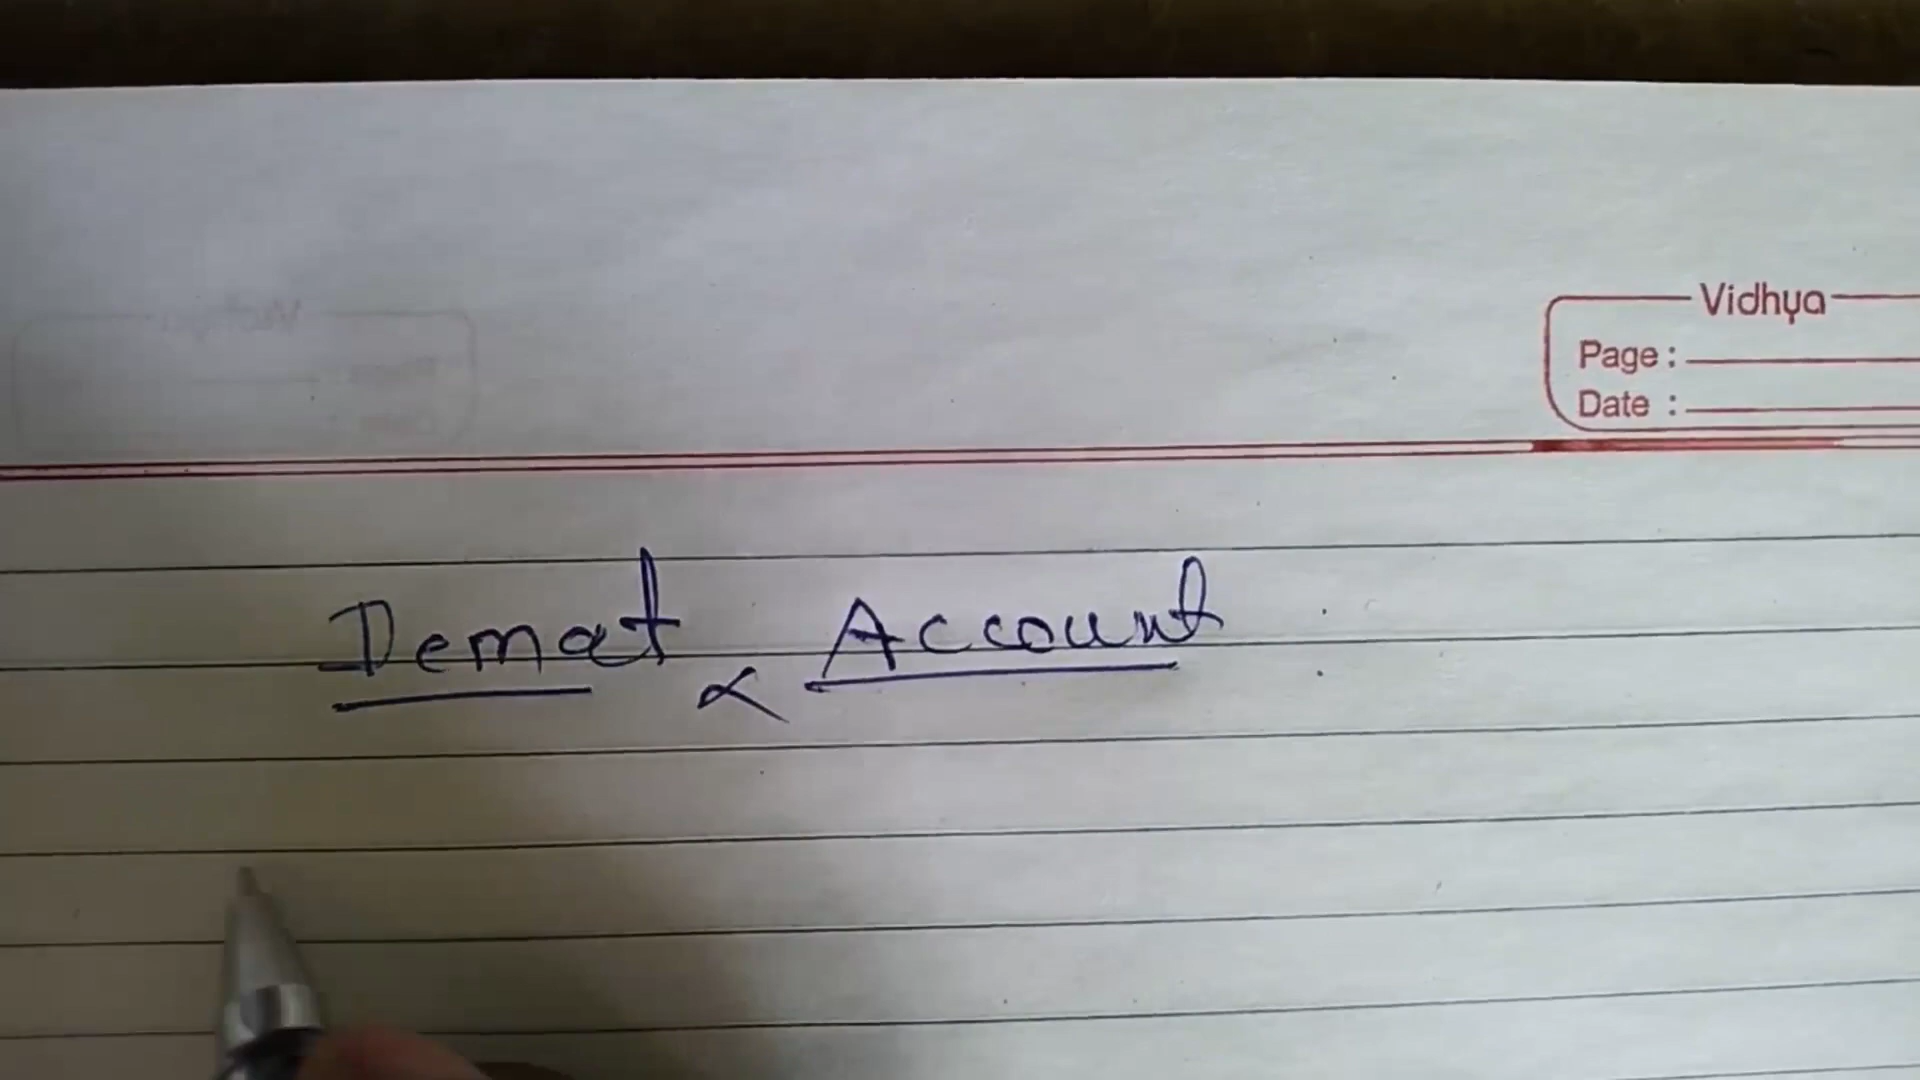 Vidhya
Page :
Date :
Demat Account